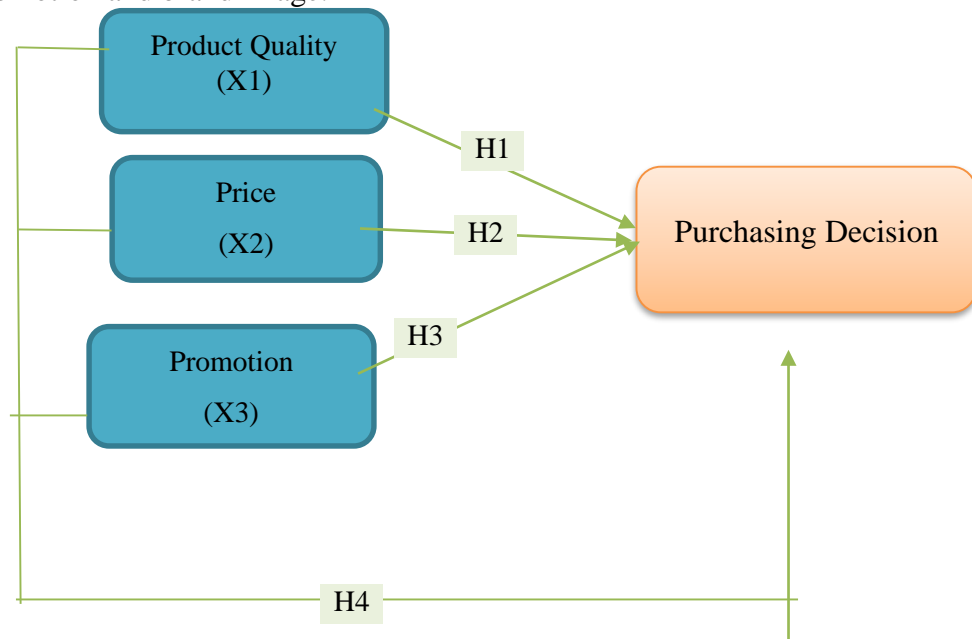 Product Quality
(X1)
H1
Price
(X2)
H2
Purchasing Decision
H3
Promotion
(X3)
H4